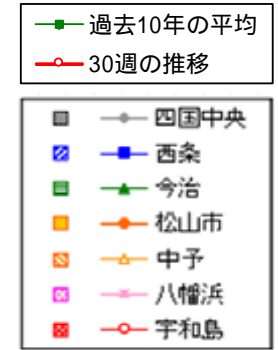 過去10年の平均
30週の推移
四国中央
西条
今治
松山市
中予
八幡浜
宇和島